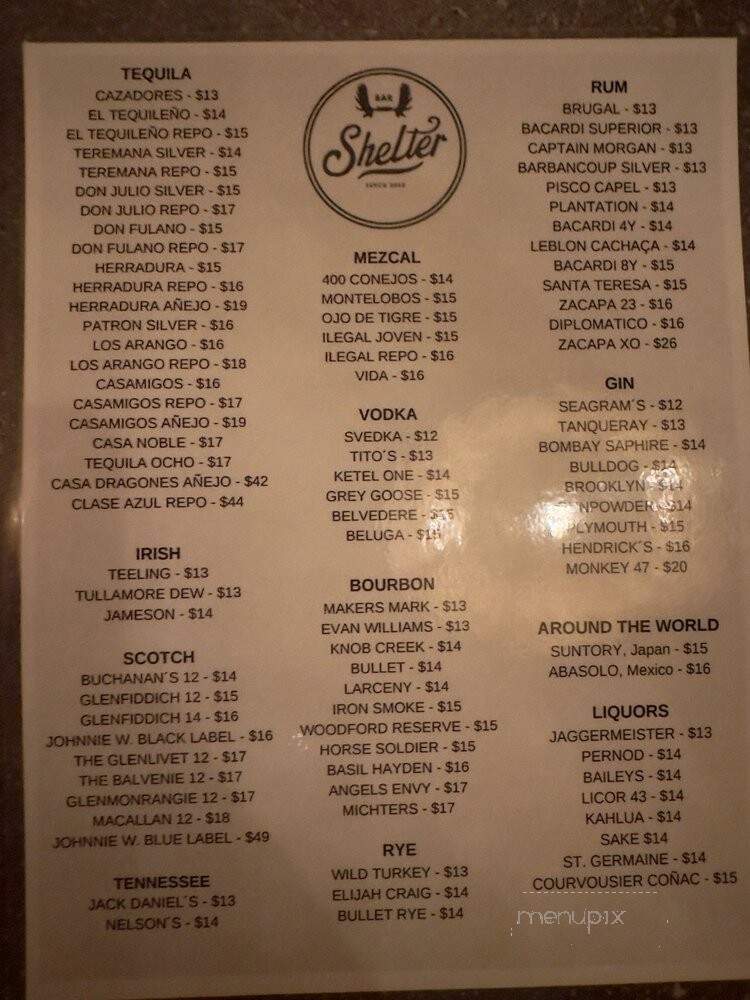 TEQUILA
CAZADORES - $13
EL TEQUILEÑO - $14
EL TEQUILEÑO REPO - $15
TEREMANA SILVER - $14
TEREMANA REPO - $15
DON JULIO SILVER - $15
DON JULIO REPO - $17
DON FULANO - $15
DON FULANO REPO - $17
HERRADURA - $15
HERRADURA REPO - $16
HERRADURA AÑEJO - $19
PATRON SILVER - $16
LOS ARANGO - $16
LOS ARANGO REPO - $18
CASAMIGOS - $16
CASAMIGOS REPO - $17
CASAMIGOS AÑEJO - $19
CASA NOBLE - $17
TEQUILA OCHO - $17
CASA DRAGONES AÑEJO - $42
CLASE AZUL REPO - $44
IRISH
TEELING - $13
TULLAMORE DEW - $13
JAMESON - $14
SCOTCH
BUCHANAN´S 12 - $14
GLENFIDDICH 12 - $15
GLENFIDDICH 14 - $16
JOHNNIE W. BLACK LABEL - $16
THE GLENLIVET 12 - $17
THE BALVENIE 12 - $17
GLENMONRANGIE 12 - $17
MACALLAN 12 - $18
JOHNNIE W. BLUE LABEL - $49
TENNESSEE
JACK DANIEL´S - $13
NELSON´S - $14
BAR
Shelter
SINCE
MEZCAL
400 CONEJOS - $14
MONTELOBOS - $15
OJO DE TIGRE - $15
ILEGAL JOVEN - $15
ILEGAL REPO - $16
VIDA - $16
VODKA
SVEDKA - $12
TITO´S - $13
KETEL ONE - $14
GREY GOOSE - $15
BELVEDERE - $15
BELUGA -
BOURBON
MAKERS MARK - $13
EVAN WILLIAMS - $13
KNOB CREEK - $14
BULLET - $14
LARCENY - $14
IRON SMOKE - $15
WOODFORD RESERVE - $15
HORSE SOLDIER - $15
BASIL HAYDEN - $16
ANGELS ENVY - $17
MICHTERS - $17
RYE
WILD TURKEY - $13
ELIJAH CRAIG - $14
BULLET RYE - $14
RUM
BRUGAL - $13
BACARDI SUPERIOR - $13
CAPTAIN MORGAN - $13
BARBANCOUP SILVER - $13
PISCO CAPEL - $13
PLANTATION - $14
BACARDI 4Y - $14
LEBLON CACHAÇA - $14
BACARDI 8Y - $15
SANTA TERESA - $15
ZACAPA 23 - $16
DIPLOMATICO - $16
ZACAPA XO - $26
GIN
SEAGRAM´S - $12
TANQUERAY - $13
BOMBAY SAPHIRE - $14
BULLDOG - $14
BROOKLYN - $14
GUNPOWDER - $14
PLYMOUTH - $15
HENDRICK´S - $16
MONKEY 47 - $20
AROUND THE WORLD
SUNTORY, Japan - $15
ABASOLO, Mexico - $16
LIQUORS
JAGGERMEISTER - $13
PERNOD - $14
BAILEYS - $14
LICOR 43 - $14
KAHLUA - $14
SAKE $14
ST. GERMAINE - $14
COURVOUSIER COÑAC - $15
menupix